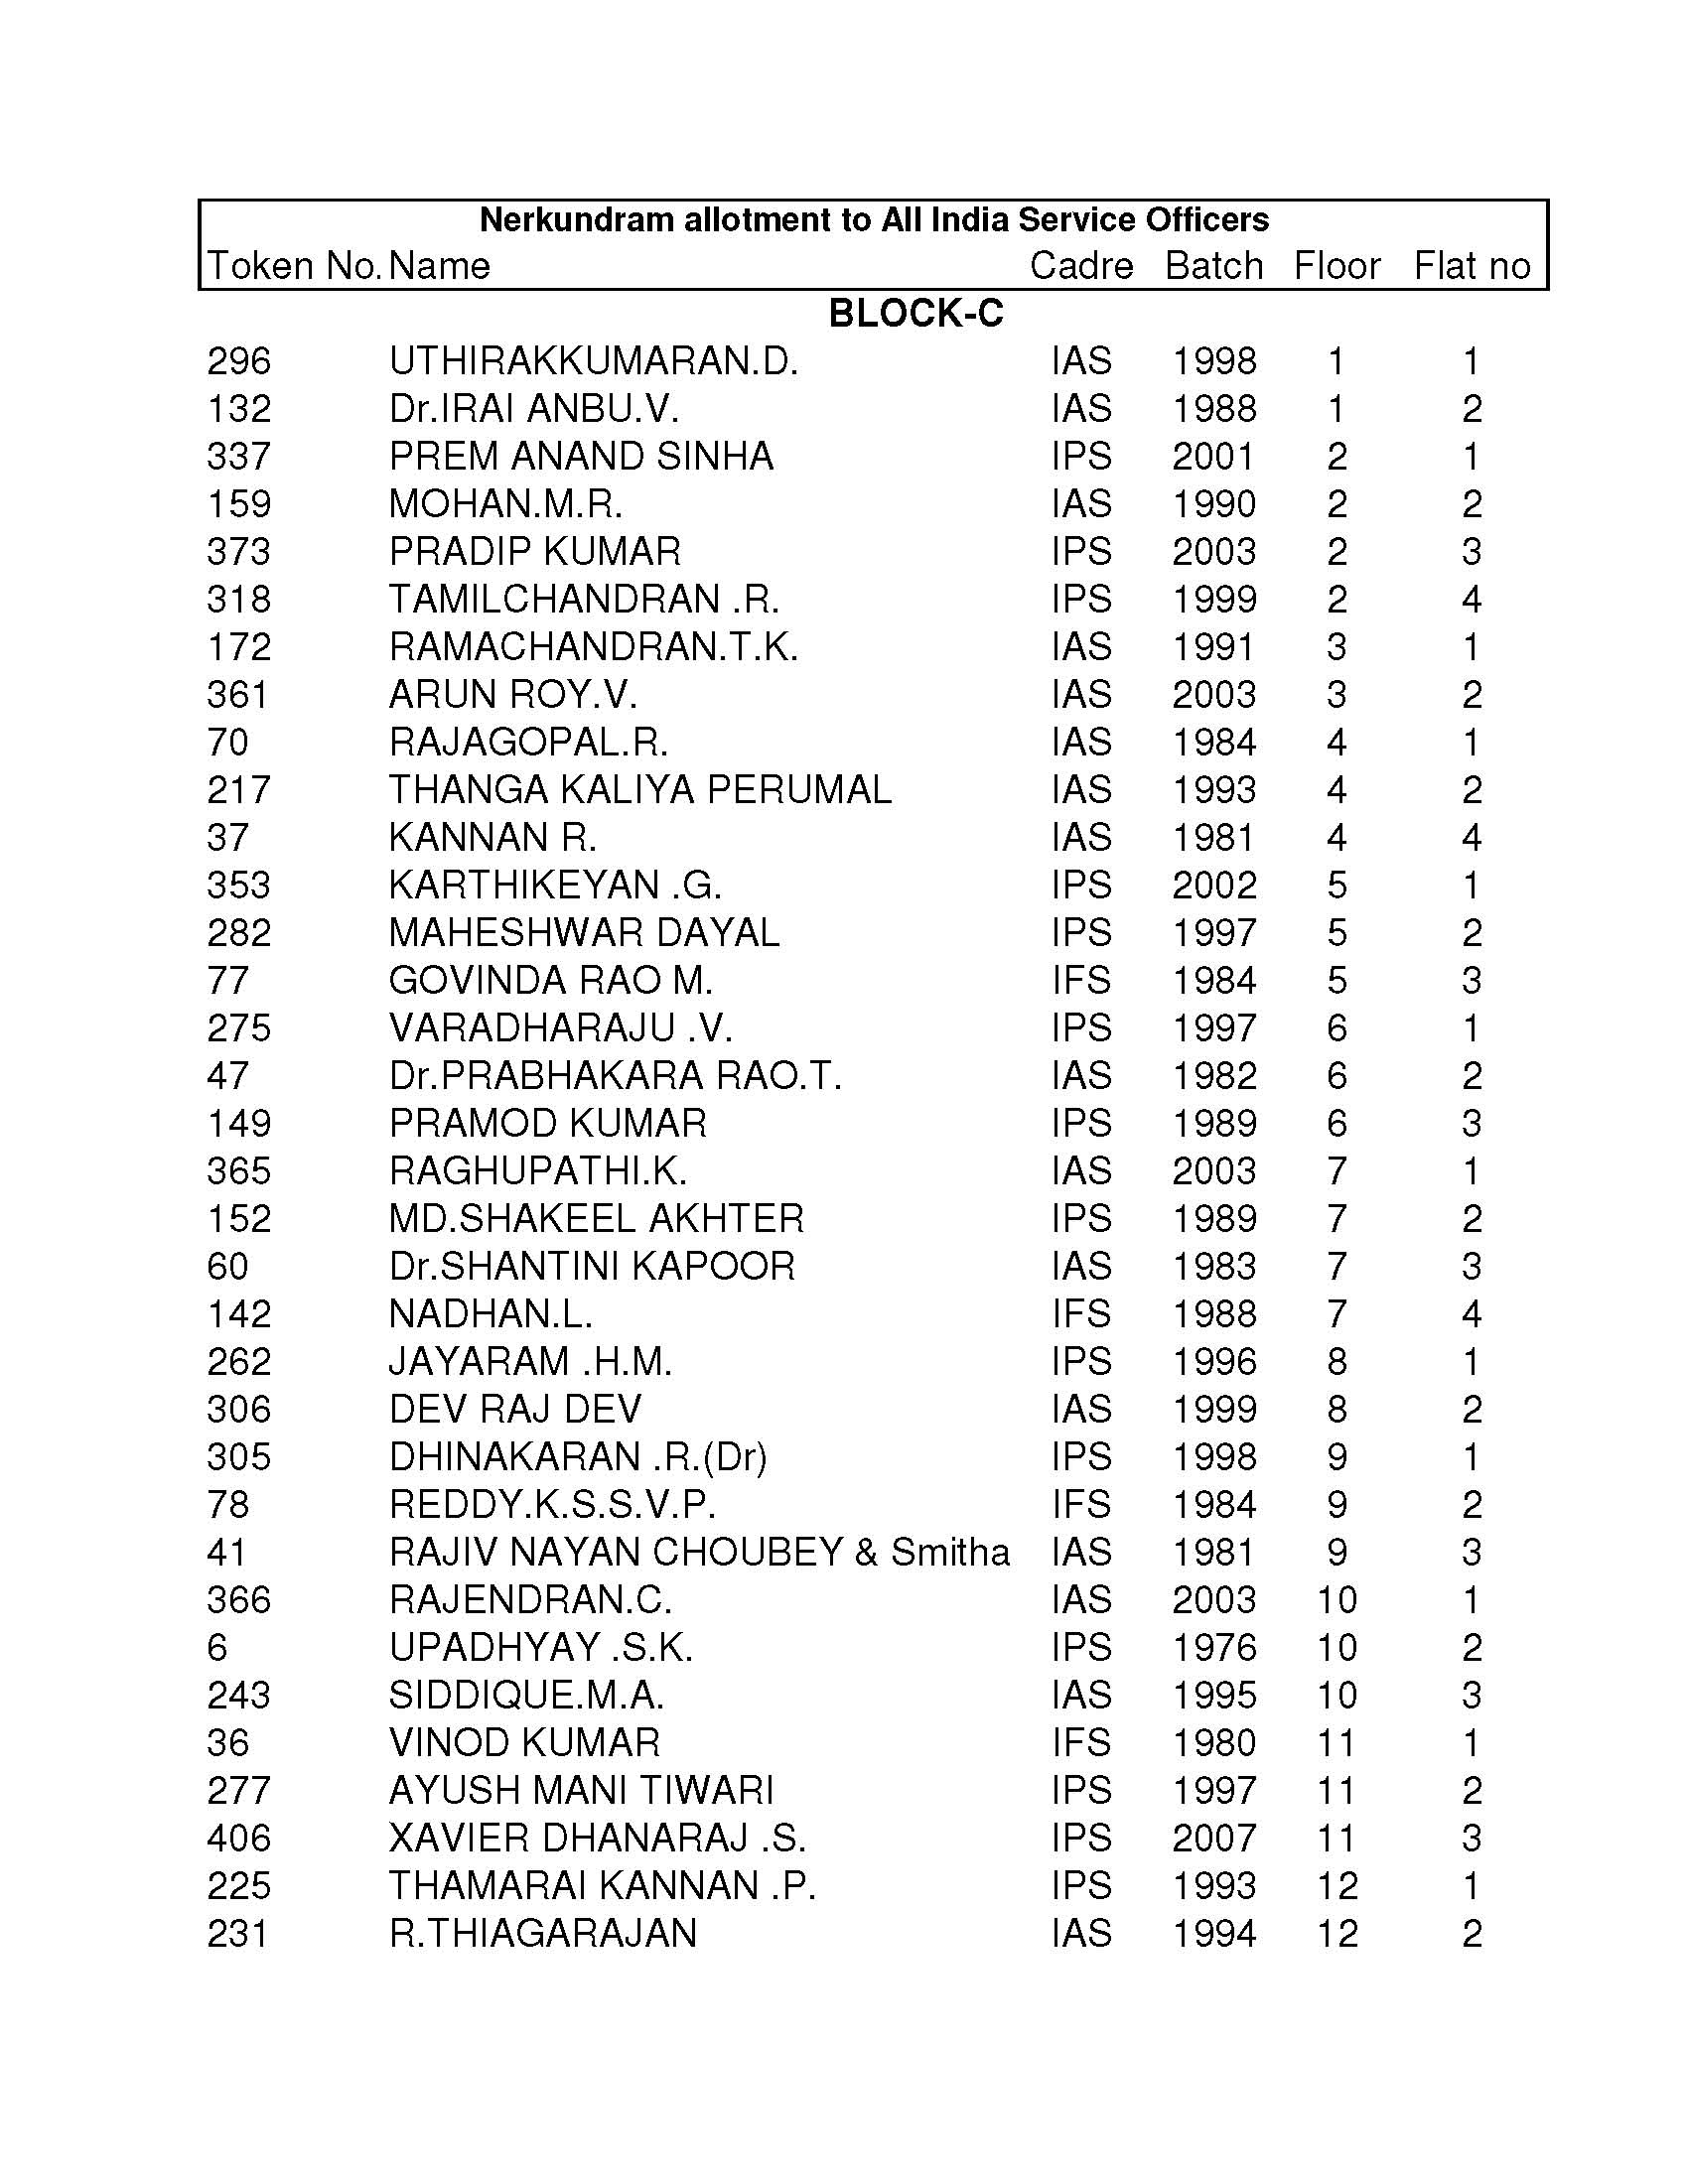 Nerkundram allotment to All India Service Officers
Token No. Name Cadre Batch Floor Flat no
BLOCK-C
296 UTHIRAKKUMARAN.D. IAS 1998 1 1
132 Dr.IRAI ANBU.V. IAS 1988 1 2
337 PREM ANAND SINHA IPS 2001 2 1
159 MOHAN.M.R. IAS 1990 2 2
373 PRADIP KUMAR IPS 2003 2 3
318 TAMILCHANDRAN .R. IPS 1999 2 4
172 RAMACHANDRAN.T.K. IAS 1991 3 1
361 ARUN ROY.V. IAS 2003 3 2
70 RAJAGOPAL.R. IAS 1984 4 1
217 THANGA KALIYA PERUMAL IAS 1993 4 2
37 KANNAN R. IAS 1981 4 4
353 KARTHIKEYAN .G. IPS 2002 5 1
282 MAHESHWAR DAYAL IPS 1997 5 2
77 GOVINDA RAO M. IFS 1984 5 3
275 VARADHARAJU .V. IPS 1997 6 1
47 Dr.PRABHAKARA RAO.T. IAS 1982 6 2
149 PRAMOD KUMAR IPS 1989 6 3
365 RAGHUPATHI.K. IAS 2003 7 1
152 MD.SHAKEEL AKHTER IPS 1989 7 2
60 Dr.SHANTINI KAPOOR IAS 1983 7 3
142 NADHAN.L. IFS 1988 7 4
262 JAYARAM .H.M. IPS 1996 8 1
306 DEV RAJ DEV IAS 1999 8 2
305 DHINAKARAN .R.(Dr) IPS 1998 9 1
78 REDDY.K.S.S.V.P. IFS 1984 9 2
41 RAJIV NAYAN CHOUBEY & Smitha IAS 1981 9 3
366 RAJENDRAN.C. IAS 2003 10 1
6 UPADHYAY .S.K. IPS 1976 10 2
243 SIDDIQUE.M.A. IAS 1995 10 3
36 VINOD KUMAR IFS 1980 11 1
277 AYUSH MANI TIWARI IPS 1997 11 2
406 XAVIER DHANARAJ .S. IPS 2007 11 3
225 THAMARAI KANNAN .P. IPS 1993 12 1
231 R.THIAGARAJAN IAS 1994 12 2